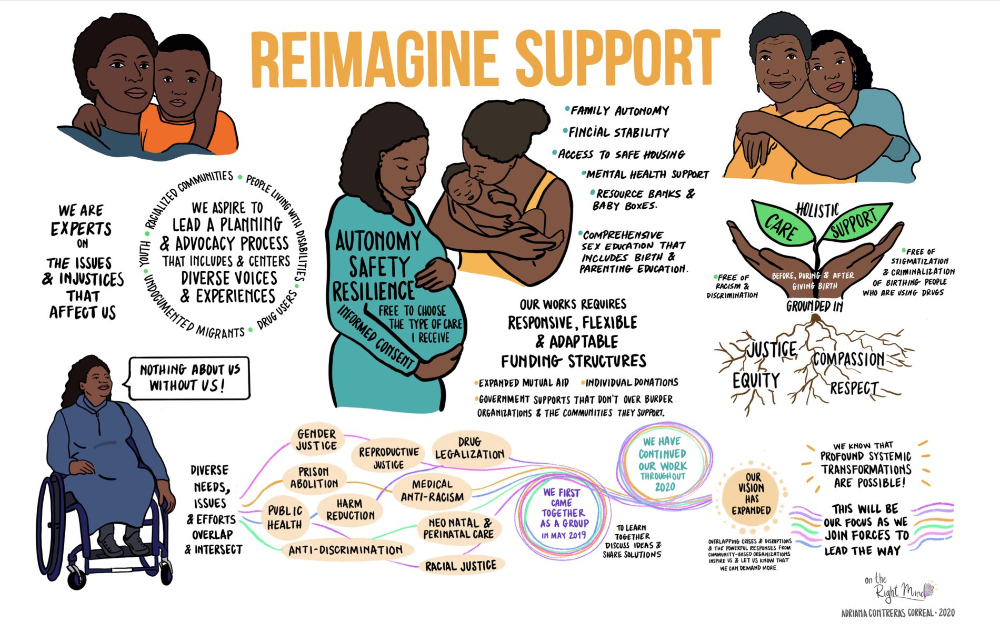 REIMAGINE SUPPORT
WE ARE
EXPERTS
ON
THE ISSUES
& INJUSTICES
THAT
AFFECT US
RACIALIZED COMMUNITIES • PEOPLE LIVING WITH DISABILITIES •
DRUG USERS •
UNDOCUMENTED MIGRANTS
• YOUTH •
WE ASPIRE TO
LEAD A PLANNING
& ADVOCACY PROCESS
THAT INCLUDES & CENTERS
DIVERSE VOICES
& EXPERIENCES
NOTHING ABOUT US
WITHOUT US!
AUTONOMY
SAFETY
RESILIENCE
INFORMED CONSENT
FREE TO CHOOSE
THE TYPE OF CARE
I RECEIVE
•FAMILY AUTONOMY
•FINCIAL STABILITY
•ACCESS TO SAFE HOUSING
•MENTAL HEALTH SUPPORT
•RESOURCE BANKS &
BABY BOXES.
•COMPREHENSIVE
SEX EDUCATION THAT
INCLUDES BIRTH &
PARENTING EDUCATION.
OUR WORKS REQUIRES
RESPONSIVE, FLEXIBLE
& ADAPTABLE
FUNDING STRUCTURES
•EXPANDED MUTUAL AID •INDIVIDUAL DONATIONS
•GOVERNMENT SUPPORTS THAT DON'T OVER BURDER
ORGANIZATIONS & THE COMMUNITIES THEY SUPPORT.
HOLISTIC
CARE
SUPPORT
•FREE OF
RACISM &
DISCRIMINATION
BEFORE, DURING & AFTER
GIVING BIRTH
•FREE OF
STIGMATIZATION
& CRIMINALIZATION
OF BIRTHING PEOPLE
WHO ARE USING DRUGS
GROUNDED IN
JUSTICE
COMPASSION
EQUITY
RESPECT
DIVERSE
NEEDS,
ISSUES
& EFFORTS
OVERLAP
& INTERSECT
GENDER
JUSTICE
REPRODUCTIVE
JUSTICE
DRUG
LEGALIZATION
PRISON
ABOLITION
MEDICAL
ANTI-RACISM
PUBLIC
HEALTH
HARM
REDUCTION
NEO NATAL &
PERINATAL CARE
ANTI-DISCRIMINATION
RACIAL JUSTICE
WE FIRST
CAME
TOGETHER
AS A GROUP
IN MAY 2019
TO LEARN
TOGETHER
DISCUSS IDEAS &
SHARE SOLUTIONS
WE HAVE
CONTINUED
OUR WORK
THROUGHOUT
2020
OUR
VISION
HAS
EXPANDED
OVERLAPPING CRISES & DISRUPTIONS
& THE POWERFUL RESPONSES FROM
COMMUNITY-BASED ORGANIZATIONS
INSPIRE US & LET US KNOW THAT
WE CAN DEMAND MORE.
WE KNOW THAT
PROFOUND SYSTEMIC
TRANSFORMATIONS
ARE POSSIBLE!
THIS WILL BE
OUR FOCUS AS WE
JOIN FORCES TO
LEAD THE WAY
on the
Right Mind
ADRIANA CONTRERAS CORREAL • 2020